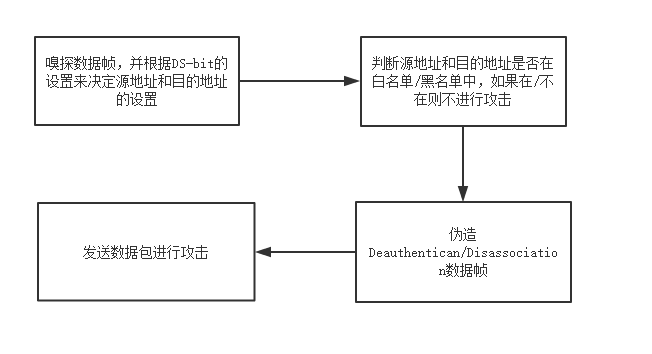 嗅探数据帧，并根据DS-bit的
设置来决定源地址和目的地址
的设置
判断源地址和目的地址是否在
白名单/黑名单中，如果在/不
在则不进行攻击
伪造
Deauthentican/Disassociatio
n数据帧
发送数据包进行攻击